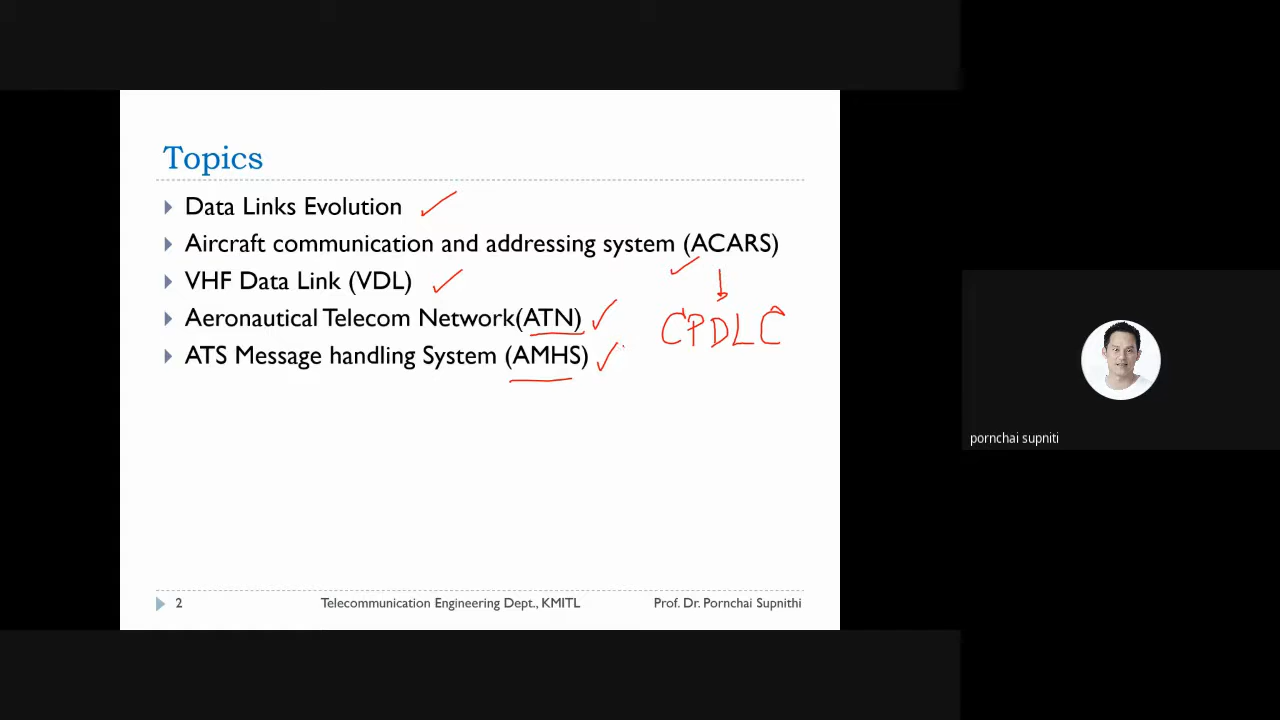 Topics
Data Links Evolution
Aircraft communication and addressing system (ACARS)
VHF Data Link (VDL)
Aeronautical Telecom Network(ATN)
CPDLC
ATS Message handling System (AMHS)
pornchai supniti
2 Telecommunication Engineering Dept., KMITL Prof. Dr. Pornchai Supnithi